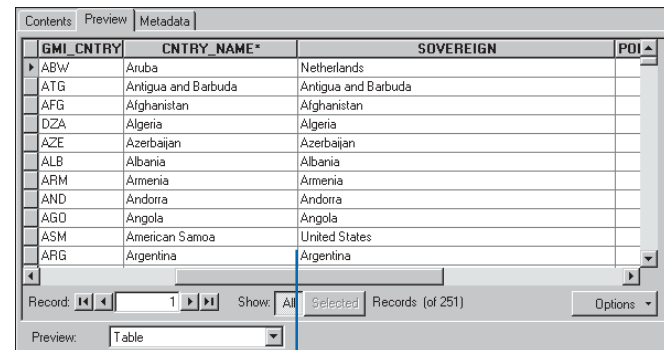 Contents Preview Metadata
GMI_CNTRY CNTRY_NAME* SOVEREIGN
ABW Aruba Netherlands
ATG Antigua and Barbuda Antigua and Barbuda
AFG Afghanistan Afghanistan
DZA Algeria Algeria
AZE Azerbaijan Azerbaijan
ALB Albania Albania
ARM Armenia Armenia
AND Andorra Andorra
AGO Angola Angola
ASM American Samoa United States
ARG Argentina Argentina
Record: 1 Show: All Selected Records (of 251) Options
Preview: Table